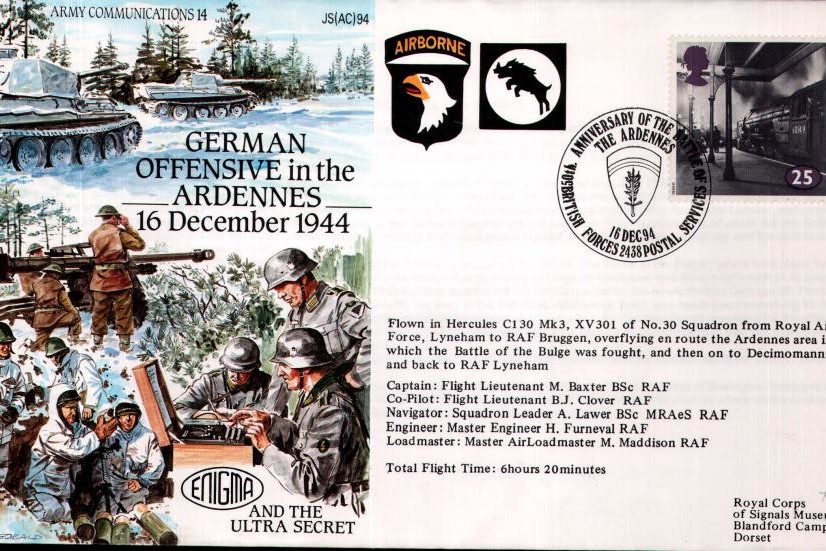 ARMY COMMUNICATIONS 14
JS(AC)94
GERMAN
OFFENSIVE in the
ARDENNES
16 December 1944
ENIGMA
AND THE
ULTRA SECRET
AIRBORNE
ANNIVERSARY OF THE BATTLE OF
THE ARDENNES
16 DEC 94
BRITISH FORCES 2438 POSTAL SERVICES
25
Flown in Hercules C130 Mk3, XV301 of No.30 Squadron from Royal
Force, Lyneham to RAF Bruggen, overflying en route the Ardennes area
which the Battle of the Bulge was fought, and then on to Decimomann
and back to RAF Lyneham
Captain: Flight Lieutenant M. Baxter BSc RAF
Co-Pilot: Flight Lieutenant B.J. Clover RAF
Navigator: Squadron Leader A. Lawer BSc MRAeS RAF
Engineer: Master Engineer H. Furneval RAF
Loadmaster: Master AirLoadmaster M. Maddison RAF
Total Flight Time: 6hours 20minutes
Royal Corps
of Signals Museu
Blandford Camp
Dorset